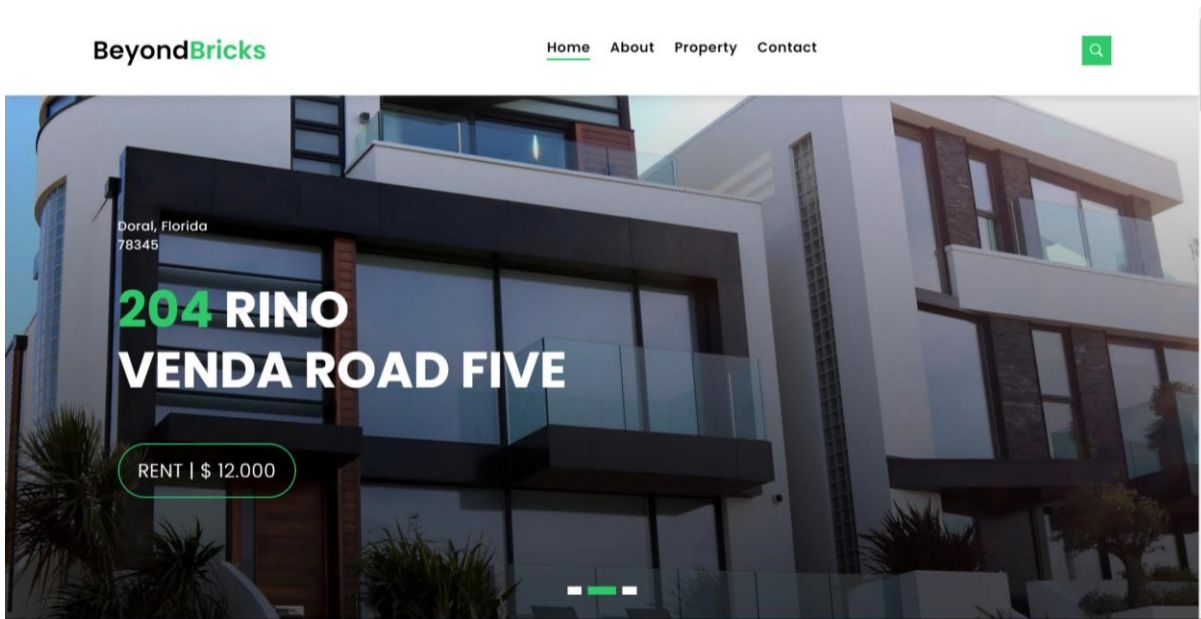 BeyondBricks
Home About Property Contact
Doral, Florida
78345
204 RINO
VENDA ROAD FIVE
RENT | $ 12.000